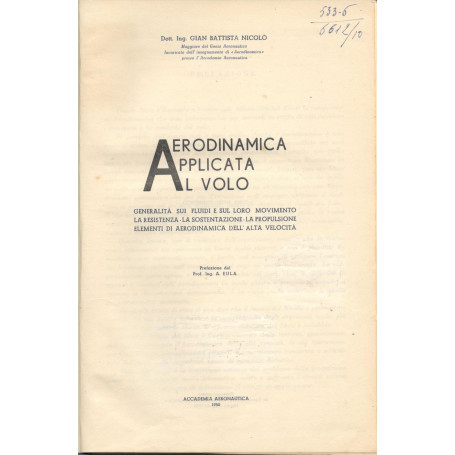 533-5
6612/10
Dott. Ing. GIAN BATTISTA NICOLÒ
Maggiore del Genio Aeronautico
Incaricato dell'insegnamento di «Aerodinamica»
presso l'Accademia Aeronautica
AERODINAMICA
APPLICATA
AL VOLO
GENERALITÀ SUI FLUIDI E SUL LORO MOVIMENTO
LA RESISTENZA - LA SOSTENTAZIONE - LA PROPULSIONE
ELEMENTI DI AERODINAMICA DELL'ALTA VELOCITÀ
Prefazione del
Prof. Ing. A. EULA
ACCADEMIA AERONAUTICA